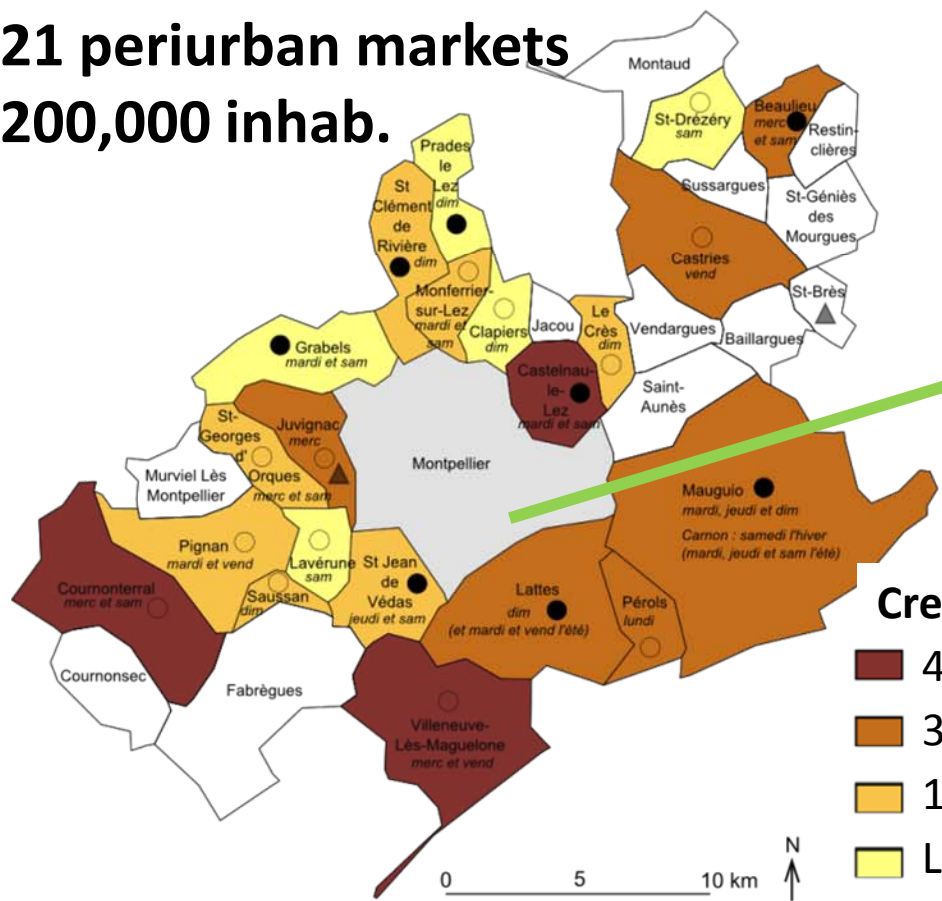 21 periurban markets
200,000 inhab.
Montaud
St-Drézéry
sam
Beaulieu
merc
et sam
Restin-
clières
Sussargues
St-Géniès
des
Mourgues
Prades
le
Lez
dim
St
Clément
de
Rivière
dim
Castries
vend
St-Brès
Monferrier-
sur-Lez
mardi et
sam
Clapiers
dim
Jacou
Le
Crès
dim
Vendargues
Baillargues
Grabels
mardi et sam
Castelnau-
le-
Lez
mardi et sam
Saint-
Aunès
St-
Georges
d'
Orques
merc et sam
Juvignac
merc
Montpellier
Murviel Lès
Montpellier
Mauguio
mardi, jeudi et dim
Carnon : samedi l'hiver
(mardi, jeudi et sam l'été)
Pignan
mardi et vend
Lavérune
sam
St Jean
de
Védas
jeudi et sam
Cournonterral
merc et sam
Saussan
dim
Lattes
dim
(et mardi et vend l'été)
Pérols
lundi
Cournonsec
Fabrègues
Villeneuve-
Lès-Maguelone
merc et vend
Cre
4
3
1
L
N
0 5 10 km